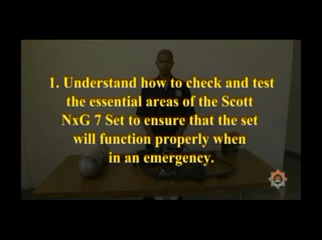 1. Understand how to check and test
the essential areas of the Scott
NxG 7 Set to ensure that the set
will function properly when
in an emergency.